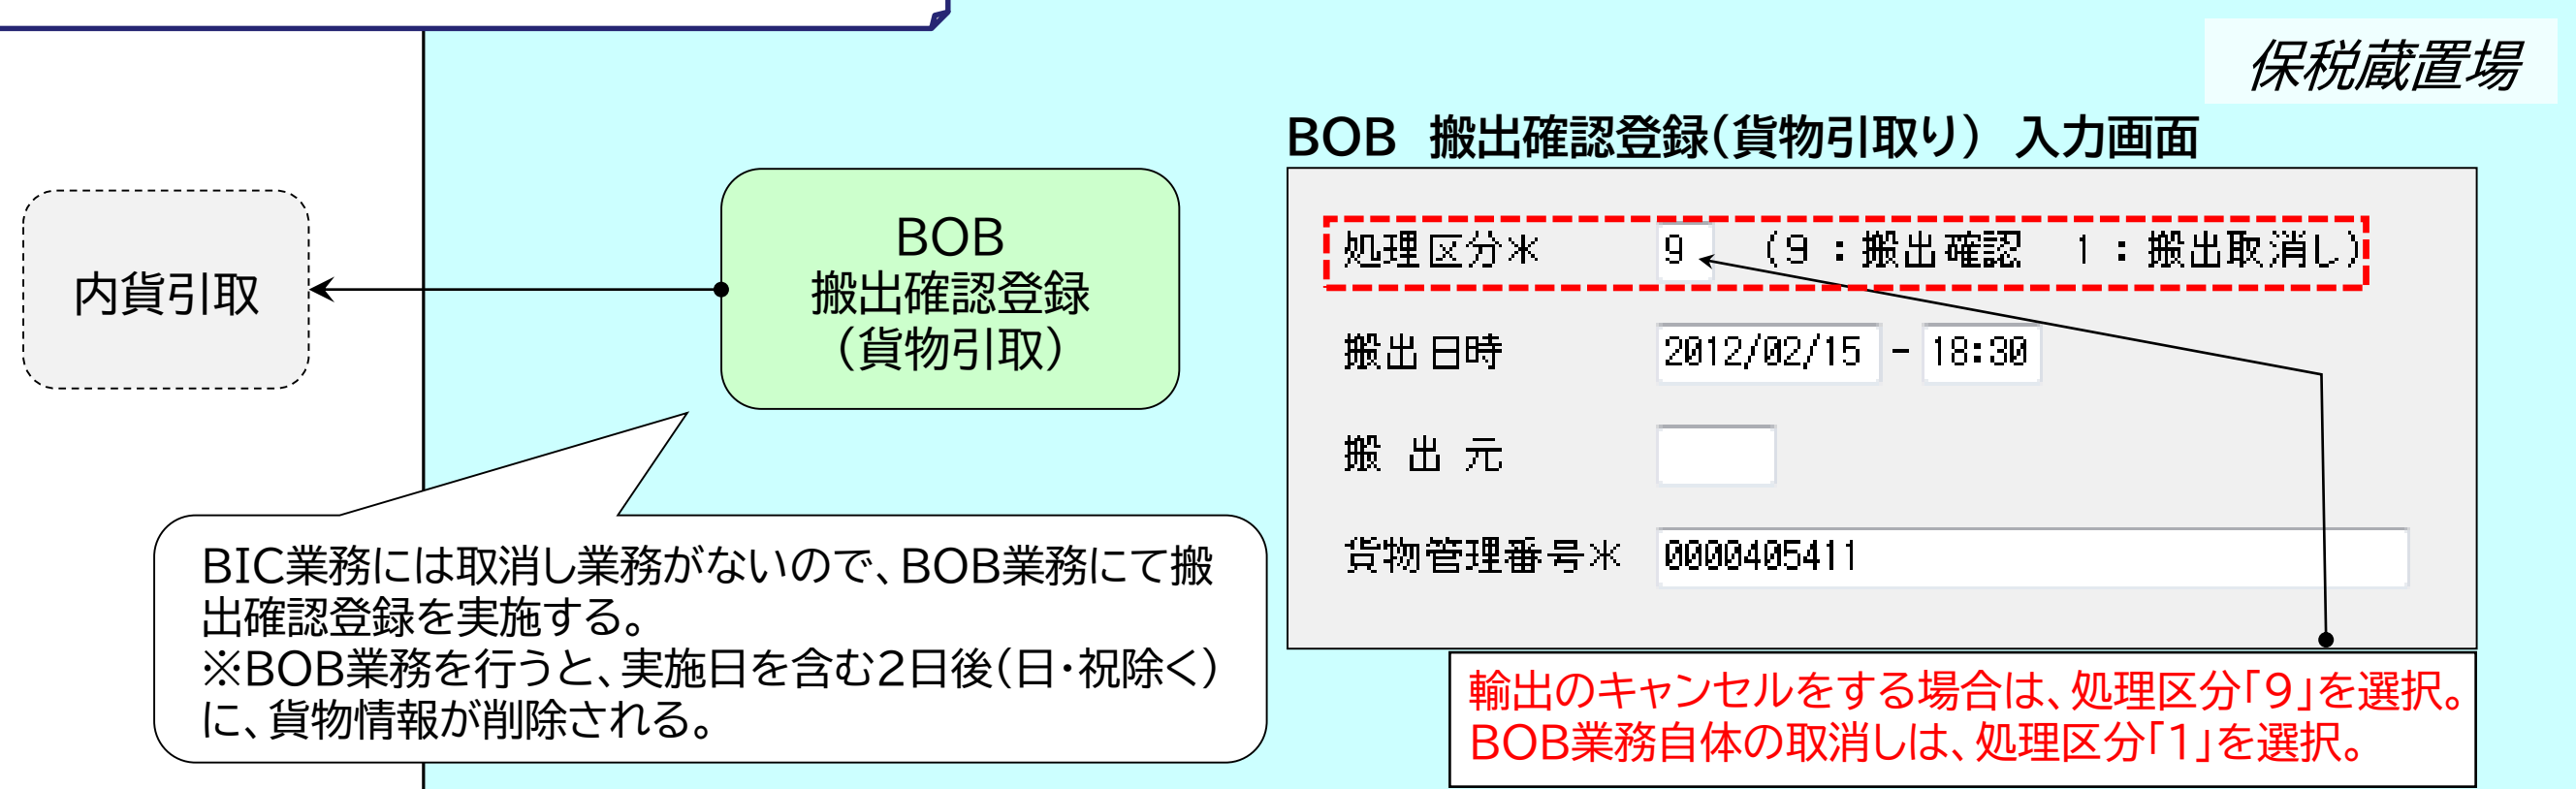 保税蔵置場
BOB　搬出確認登録(貨物引取り)　入力画面
内貨引取
BOB
搬出確認登録
(貨物引取)
処理区分*　9　(9：搬出確認　1：搬出取消し)
搬出日時　2012/02/15 - 18:30
搬 出 元
貨物管理番号*　0000405411
BIC業務には取消し業務がないので、BOB業務にて搬
出確認登録を実施する。
※BOB業務を行うと、実施日を含む2日後(日・祝除く)
に、貨物情報が削除される。
輸出のキャンセルをする場合は、処理区分「9」を選択。
BOB業務自体の取消しは、処理区分「1」を選択。